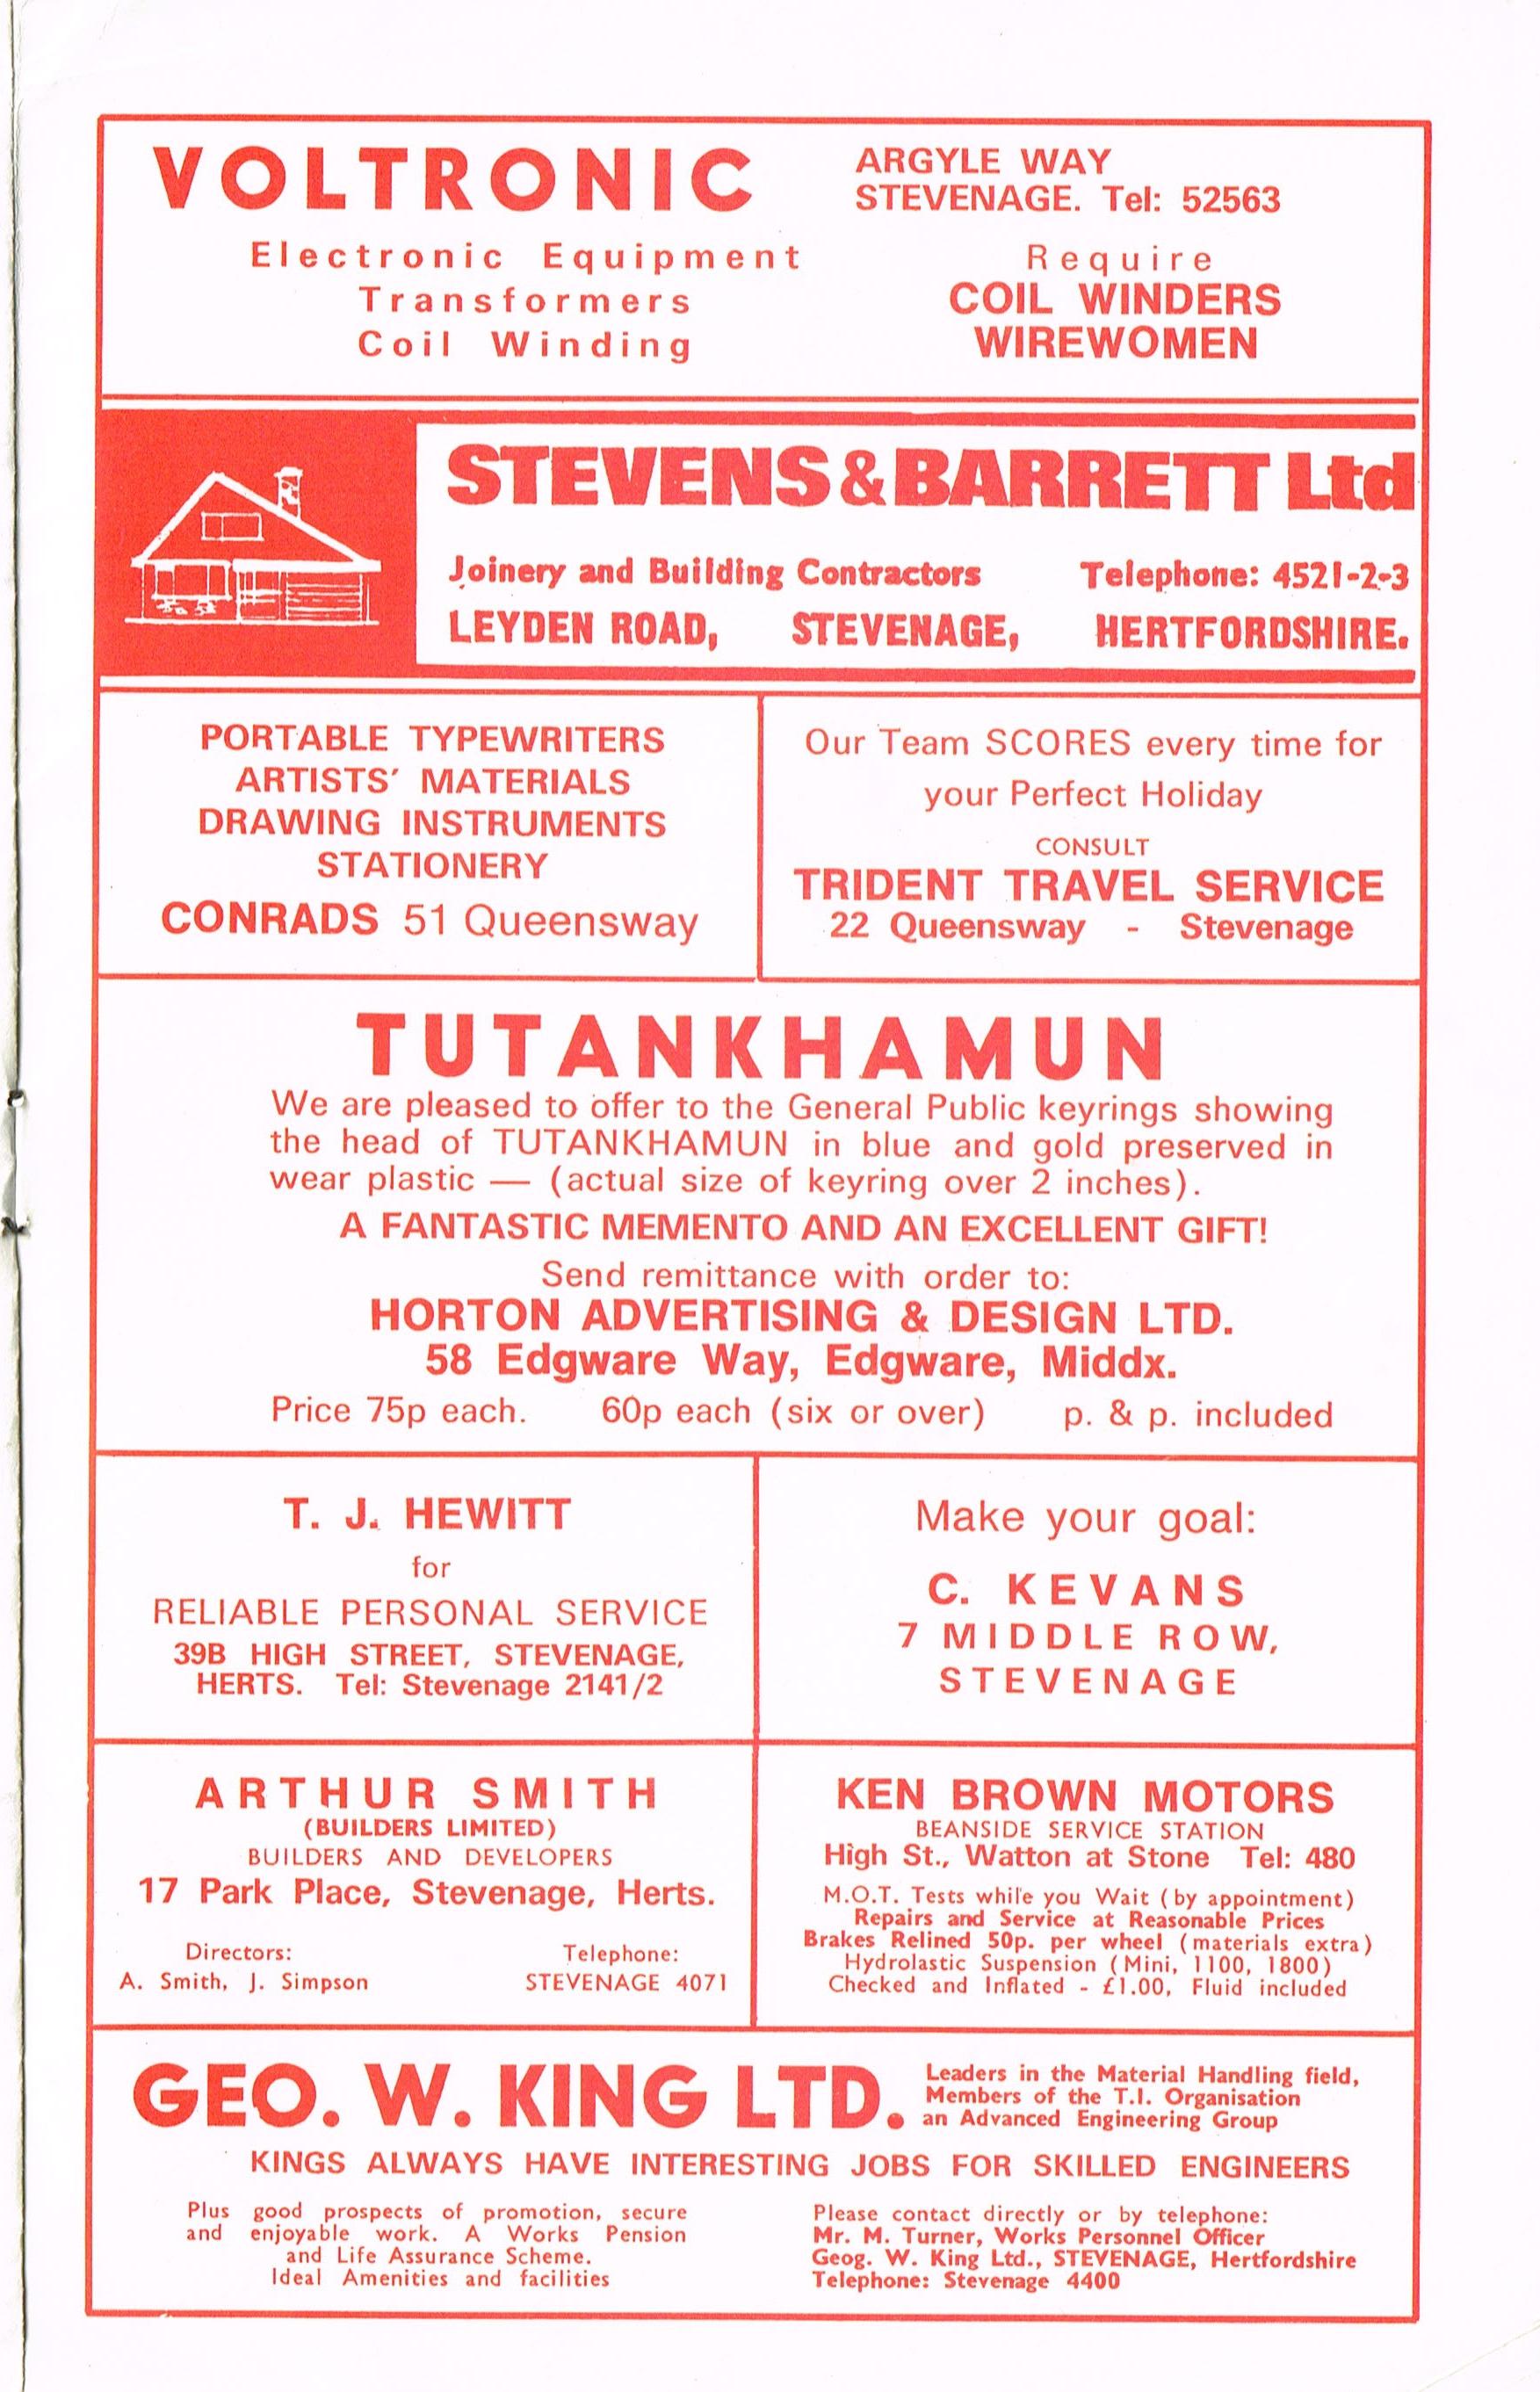 VOLTRONIC
Electronic Equipment
Transformers
Coil Winding
ARGYLE WAY
STEVENAGE. Tel: 52563
Require
COIL WINDERS
WIREWOMEN
STEVENS & BARRETT Ltd
Joinery and Building Contractors Telephone: 4521-2-3
LEYDEN ROAD, STEVENAGE, HERTFORDSHIRE.
PORTABLE TYPEWRITERS
ARTISTS' MATERIALS
DRAWING INSTRUMENTS
STATIONERY
CONRADS 51 Queensway
Our Team SCORES every time for
your Perfect Holiday
CONSULT
TRIDENT TRAVEL SERVICE
22 Queensway - Stevenage
TUTANKHAMUN
We are pleased to offer to the General Public keyrings showing
the head of TUTANKHAMUN in blue and gold preserved in
wear plastic — (actual size of keyring over 2 inches).
A FANTASTIC MEMENTO AND AN EXCELLENT GIFT!
Send remittance with order to:
HORTON ADVERTISING & DESIGN LTD.
58 Edgware Way, Edgware, Middx.
Price 75p each. 60p each (six or over) p. & p. included
T. J. HEWITT
for
RELIABLE PERSONAL SERVICE
39B HIGH STREET, STEVENAGE,
HERTS. Tel: Stevenage 2141/2
Make your goal:
C. KEVANS
7 MIDDLE ROW,
STEVENAGE
ARTHUR SMITH
(BUILDERS LIMITED)
BUILDERS AND DEVELOPERS
17 Park Place, Stevenage, Herts.
Directors: Telephone:
A. Smith, J. Simpson STEVENAGE 4071
KEN BROWN MOTORS
BEANSIDE SERVICE STATION
High St., Watton at Stone Tel: 480
M.O.T. Tests while you Wait (by appointment)
Repairs and Service at Reasonable Prices
Brakes Relined 50p. per wheel (materials extra)
Hydrolastic Suspension (Mini, 1100, 1800)
Checked and Inflated - £1.00, Fluid included
GEO. W. KING LTD.
Leaders in the Material Handling field,
Members of the T.I. Organisation
an Advanced Engineering Group
KINGS ALWAYS HAVE INTERESTING JOBS FOR SKILLED ENGINEERS
Plus good prospects of promotion, secure
and enjoyable work. A Works Pension
and Life Assurance Scheme.
Ideal Amenities and facilities
Please contact directly or by telephone:
Mr. M. Turner, Works Personnel Officer
Geog. W. King Ltd., STEVENAGE, Hertfordshire
Telephone: Stevenage 4400